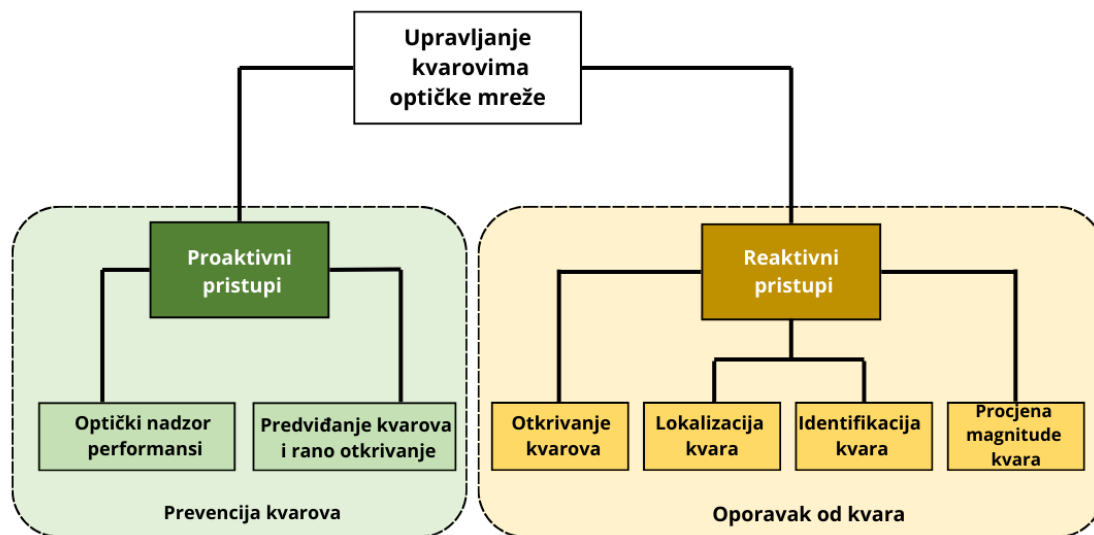 Upravljanje
kvarovima
optičke mreže
Proaktivni
pristupi
Reaktivni
pristupi
Optički nadzor
performansi
Predviđanje kvarova
i rano otkrivanje
Otkrivanje
kvarova
Lokalizacija
kvara
Identifikacija
kvara
Procjena
magnitude
kvara
Prevencija kvarova
Oporavak od kvara